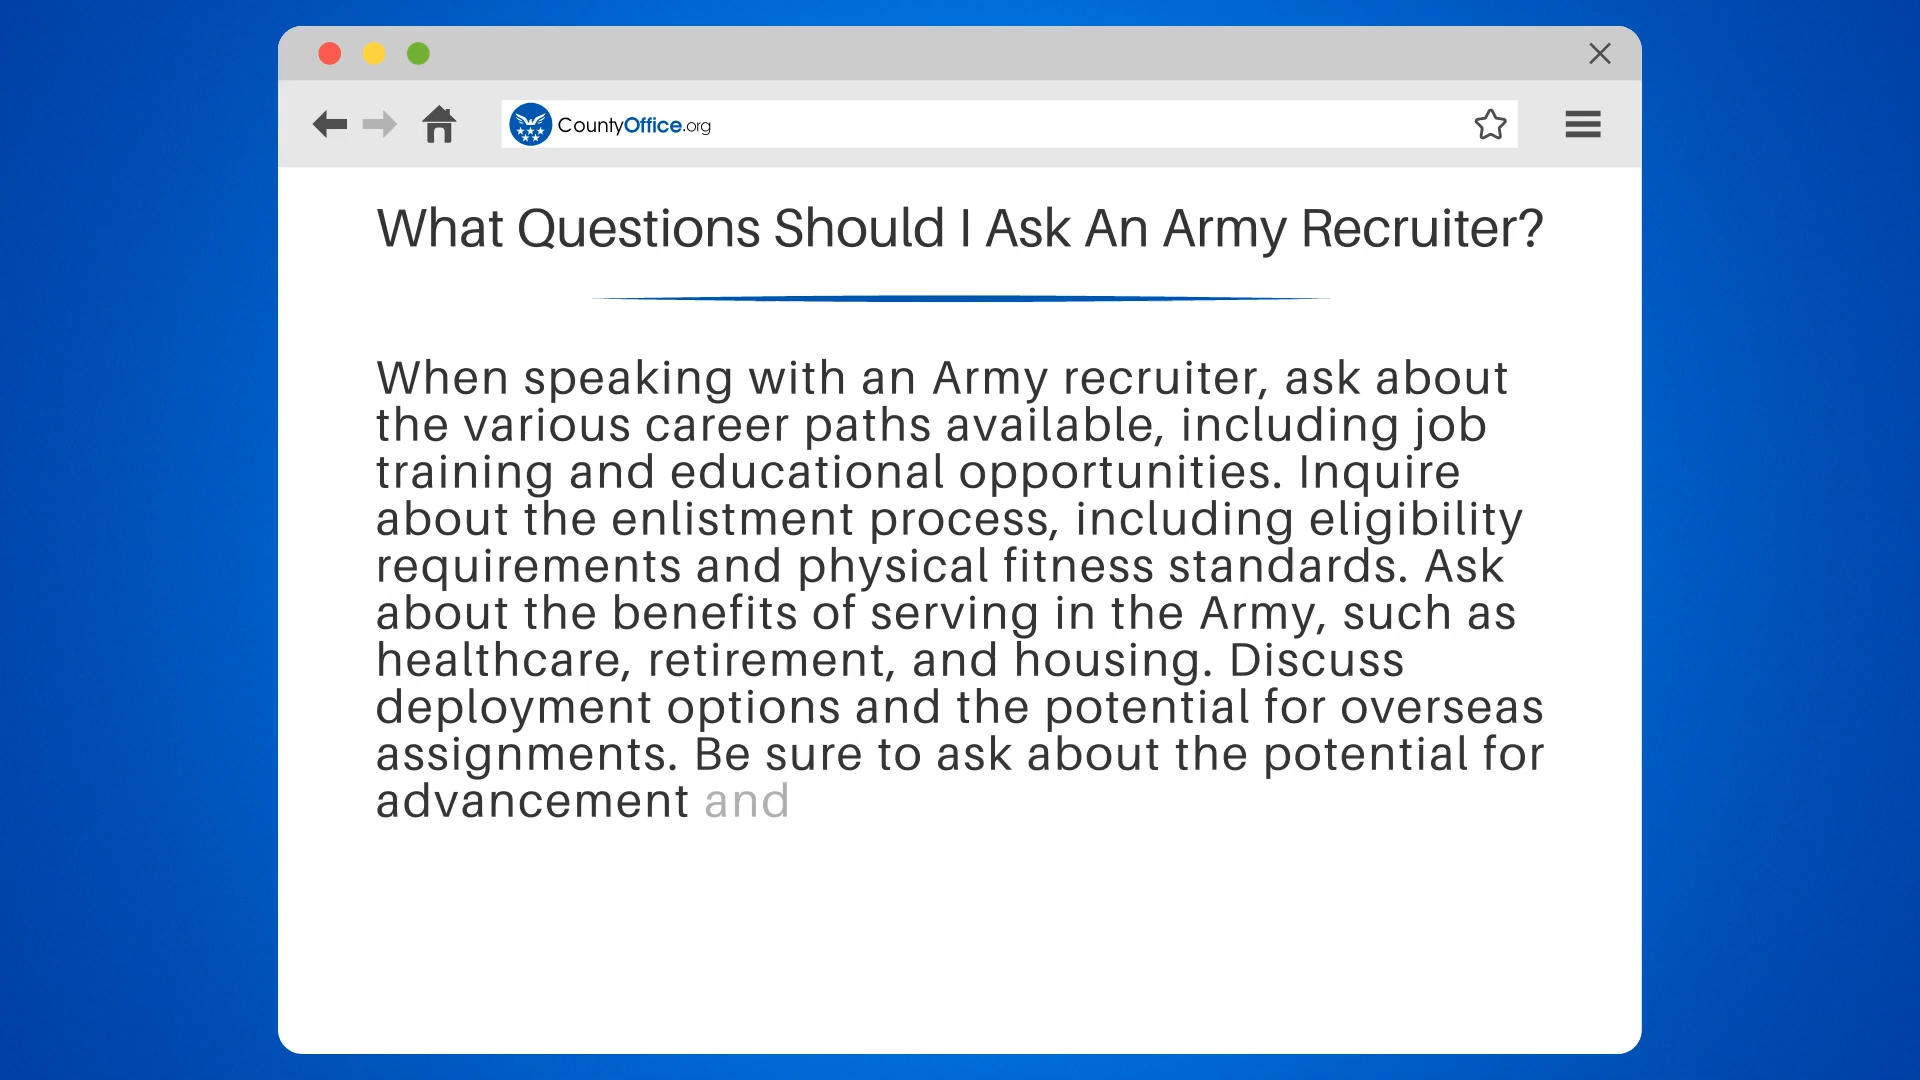 CountyOffice.org
What Questions Should I Ask An Army Recruiter?
When speaking with an Army recruiter, ask about
the various career paths available, including job
training and educational opportunities. Inquire
about the enlistment process, including eligibility
requirements and physical fitness standards. Ask
about the benefits of serving in the Army, such as
healthcare, retirement, and housing. Discuss
deployment options and the potential for overseas
assignments. Be sure to ask about the potential for
advancement and